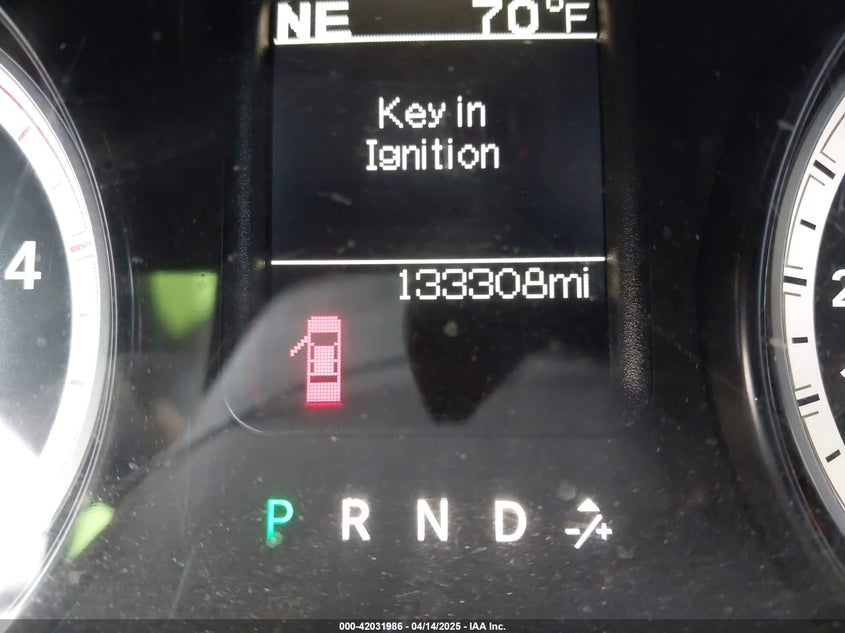 NE 70°F
Key in
Ignition
133308mi
4
2
P R N D -/+
000-42031986 - 04/14/2025 - IAA Inc.